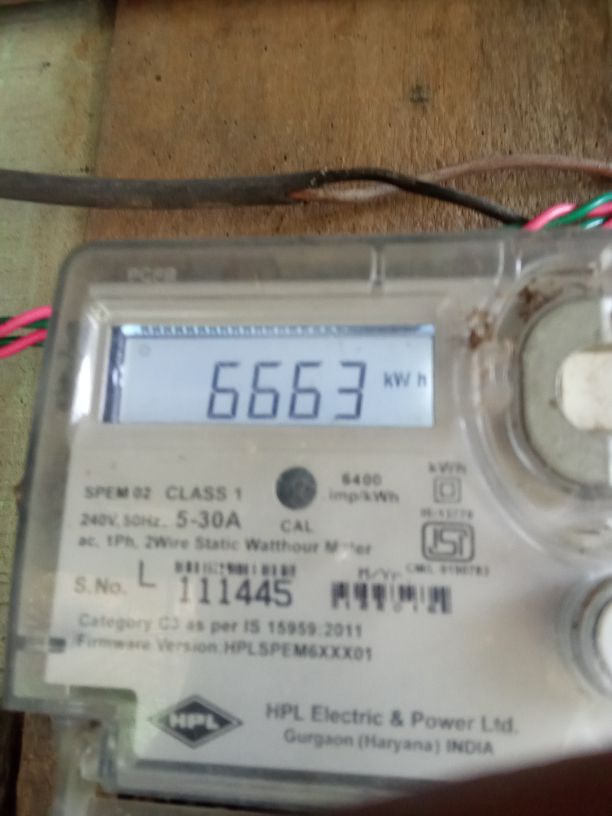 6663 kWh
kWh
SPEM 02 CLASS 1
6400
imp/kWh
240V, 50Hz, 5-30A
CAL
ac, 1Ph, 2Wire Static Watthour Meter
S.No. L 111445
M/Yr
Category C3 as per IS 15959:2011
Firmware Version:HPLSPEM6XXX01
HPL
HPL Electric & Power Ltd.
Gurgaon (Haryana) INDIA